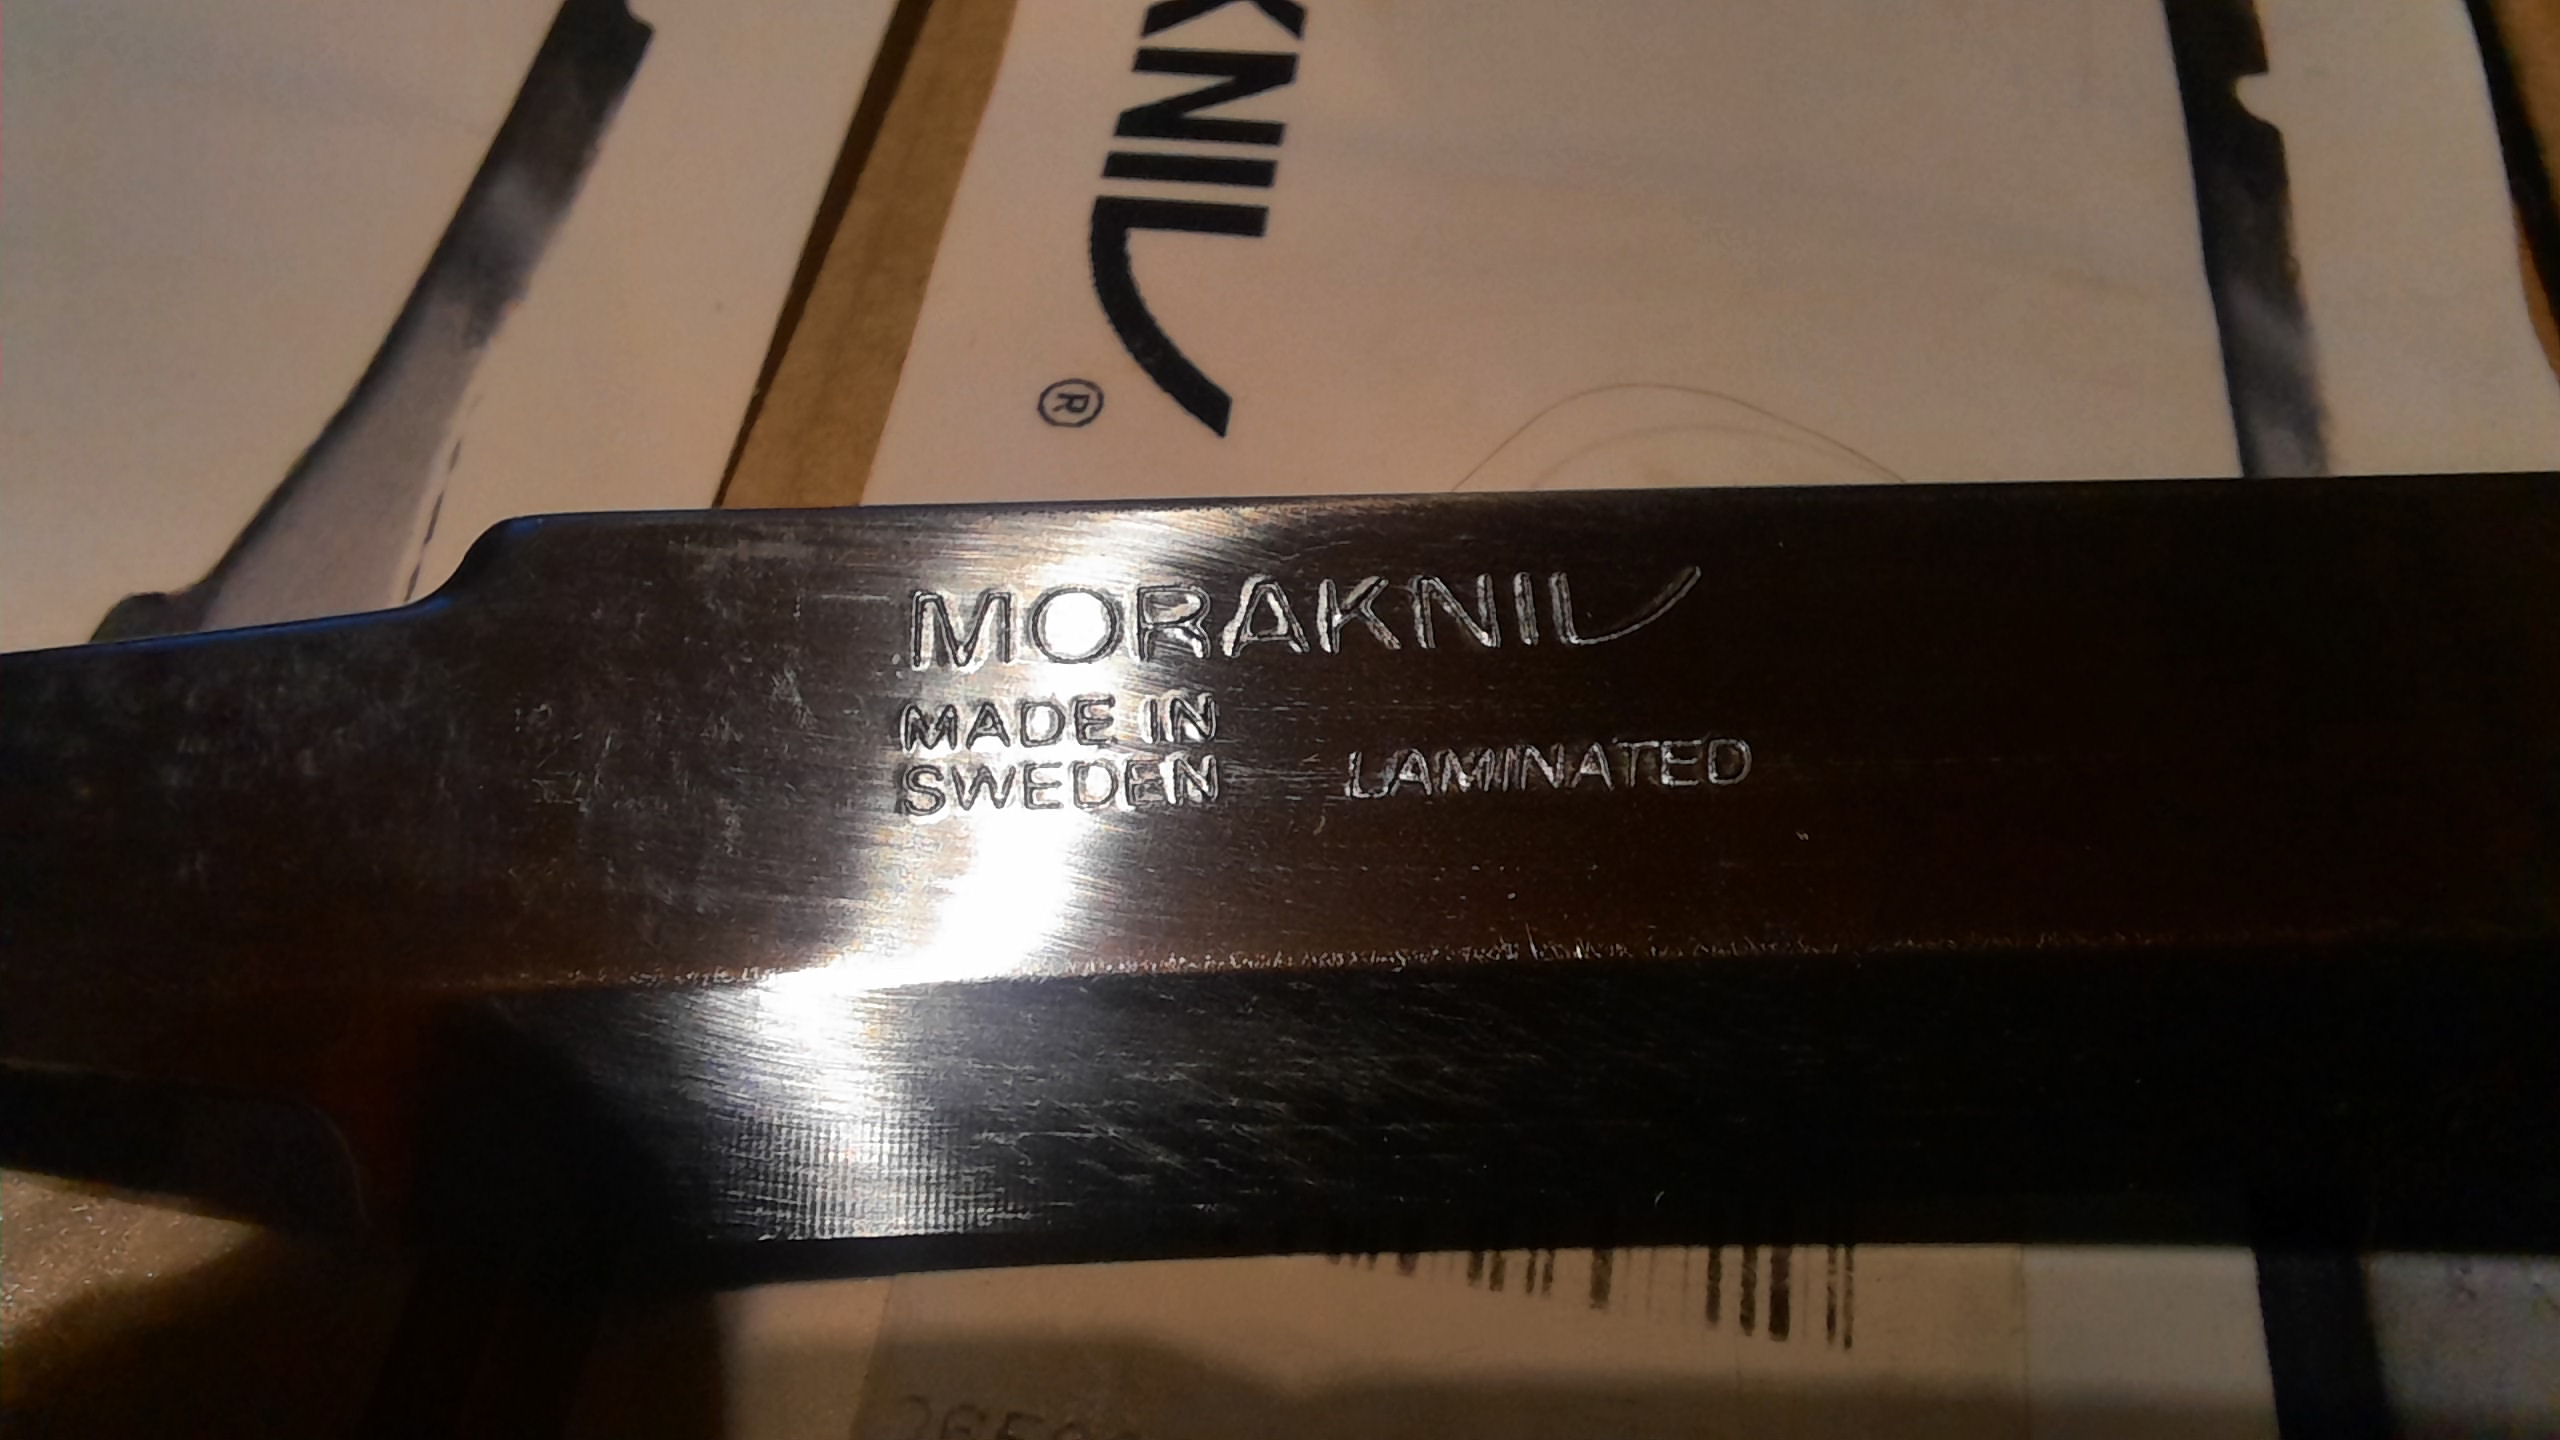 KNIV
®
MORAKNIV
MADE IN
SWEDEN
LAMINATED